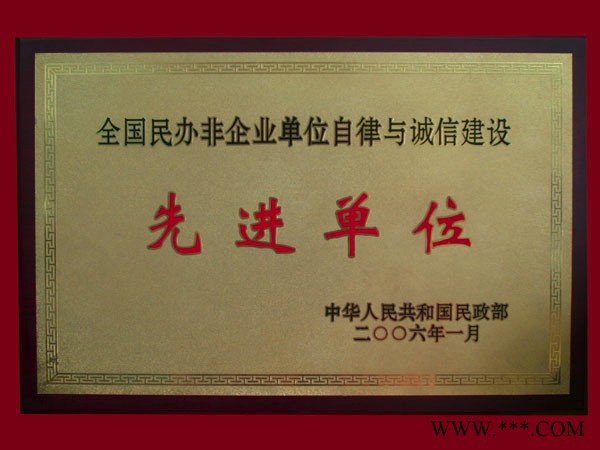 全国民办非企业单位自律与诚信建设
先进单位
中华人民共和国民政部
二〇〇六年一月
WWW.***.COM